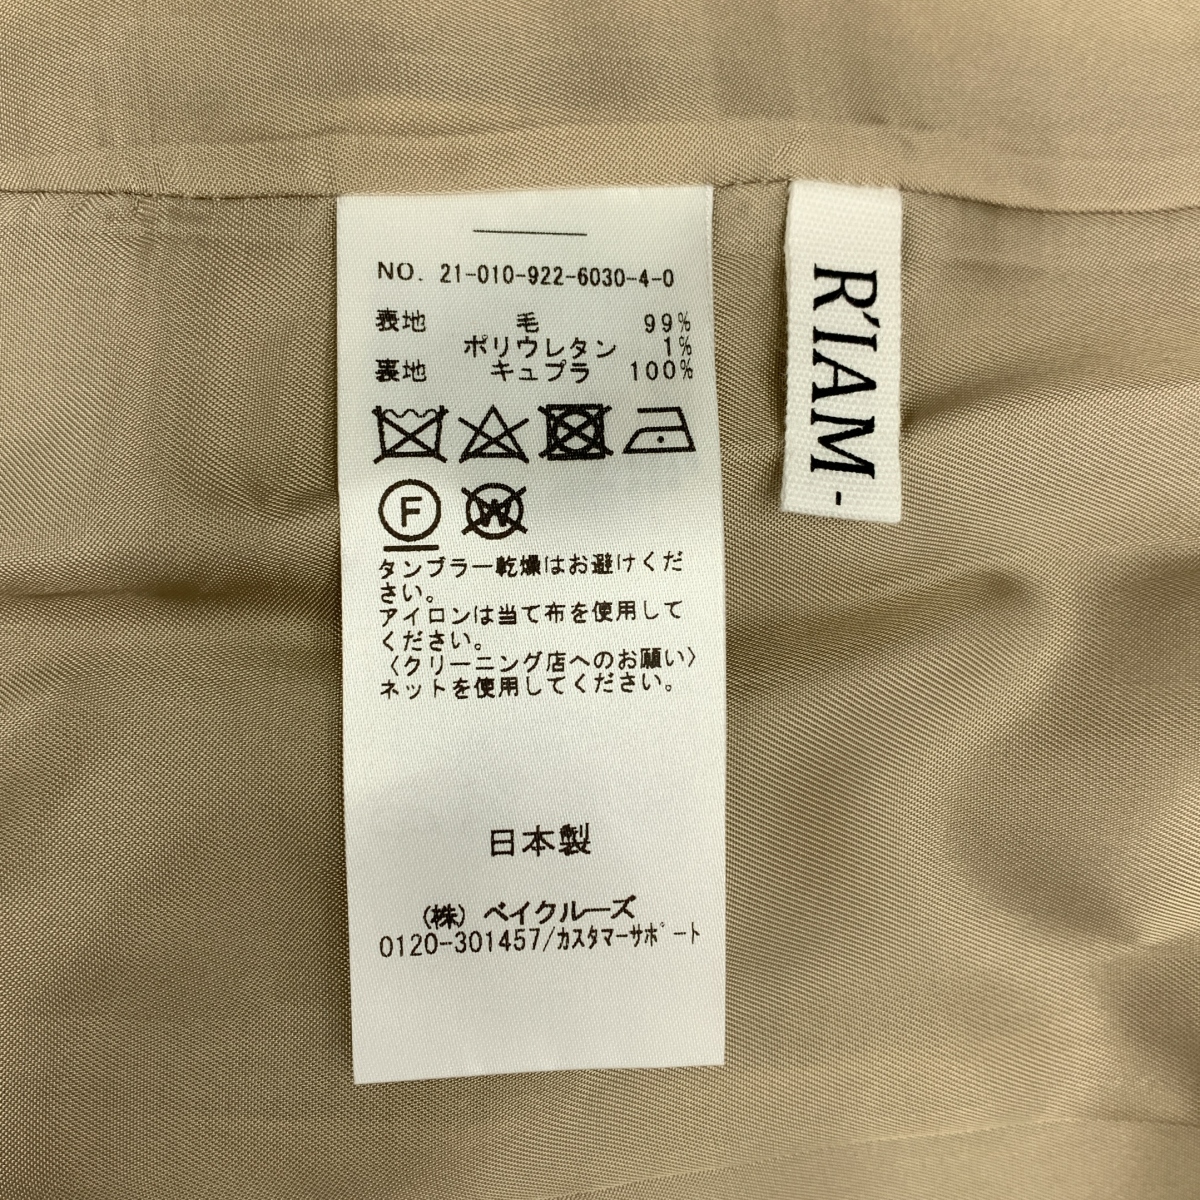 NO. 21-010-922-6030-4-0
表地 毛 99%
ポリウレタン 1%
裏地 キュプラ 100%
F W
タンブラー乾燥はお避けくだ
さい。
アイロンは当て布を使用して
ください。
〈クリーニング店へのお願い〉
ネットを使用してください。
日本製
(株) ベイクルーズ
0120-301457/カスタマーサポート
R'IAM-